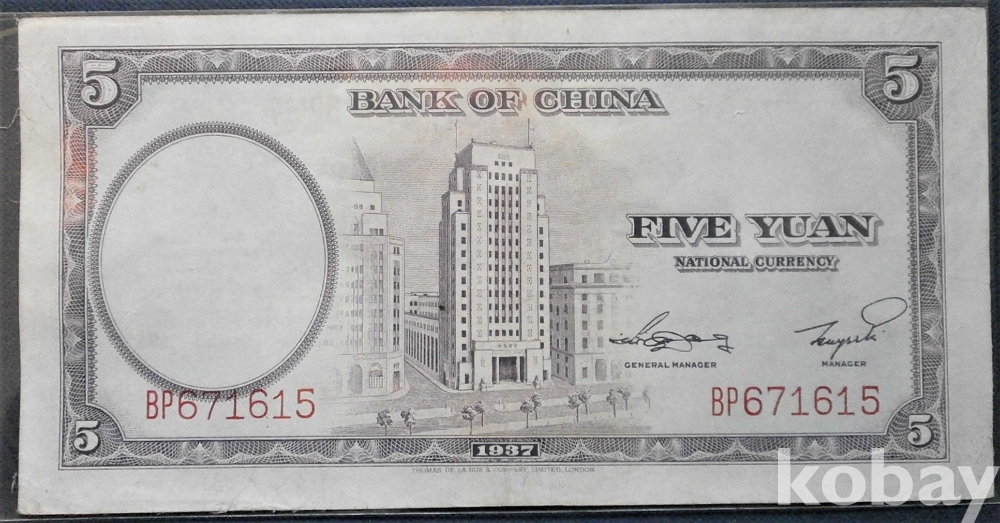 5 5
BANK OF CHINA
FIVE YUAN
NATIONAL CURRENCY
GENERAL MANAGER MANAGER
BP671615 BP671615
5 5
1937
THOMAS DE LA RUE & COMPANY, LIMITED, LONDON
kobay